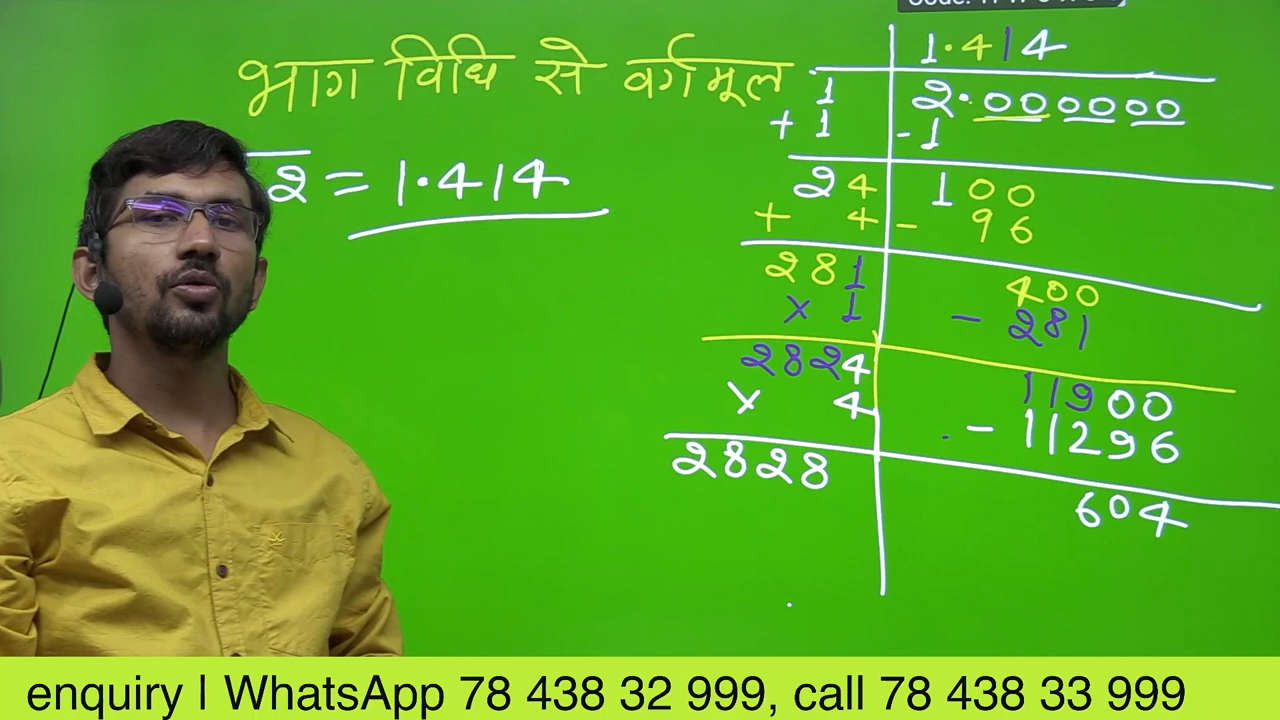 भाग विधि से वर्गमूल
2 = 1.414
1.414
1 2.000000
+ 1 - 1
24 100
+ 4 - 96
281 400
x 1 - 281
2824 11900
x 4 - 11296
2828 604
enquiry | WhatsApp 78 438 32 999, call 78 438 33 999